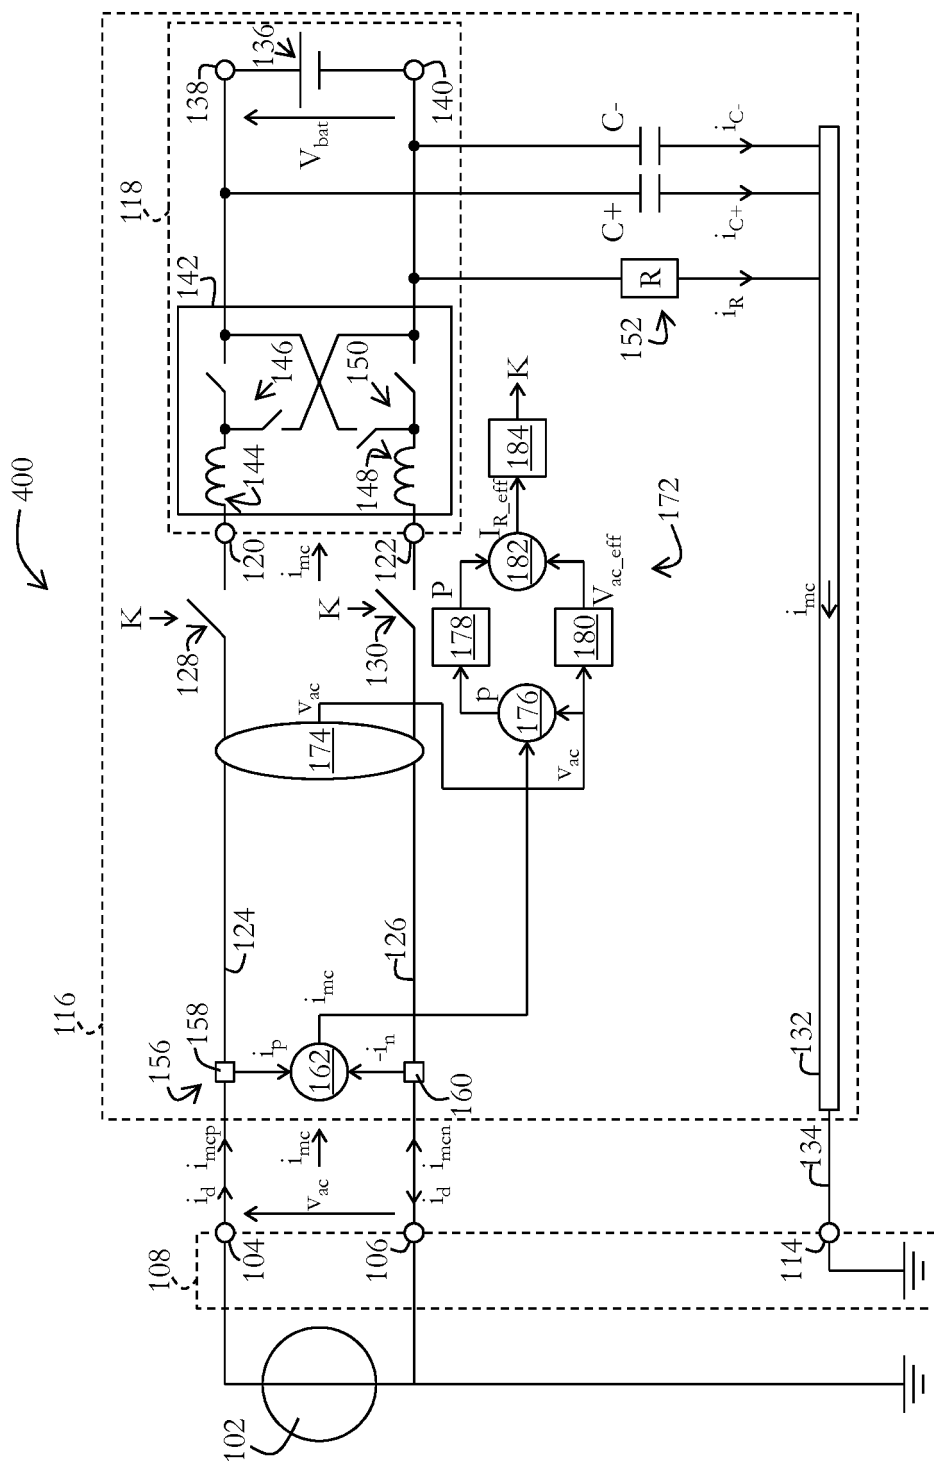 400
116
118
142
138
136
V_bat
140
144
146
148
150
120
122
i_mc
K
128
K
130
174
v_ac
124
126
156
158
i_p
162
i_mc
-i_n
160
i_mcp
i_d
i_mc
v_ac
i_mcn
i_d
108
104
106
102
114
134
132
i_mc
v_ac
176
p
178
P
180
V_ac_eff
182
I_R_eff
184
K
172
152
R
i_R
C+
i_C+
C-
i_C-